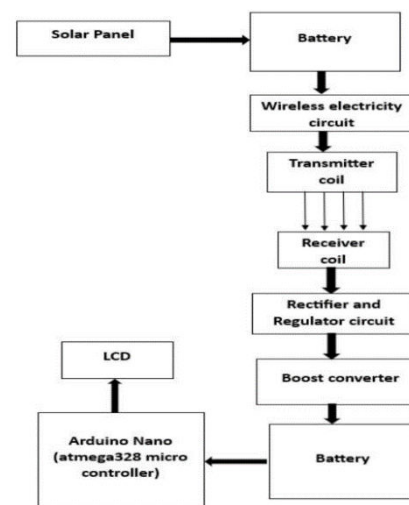 Solar Panel
Battery
Wireless electricity
circuit
Transmitter
coil
Receiver
coil
Rectifier and
Regulator circuit
LCD
Boost converter
Arduino Nano
(atmega328 micro
controller)
Battery